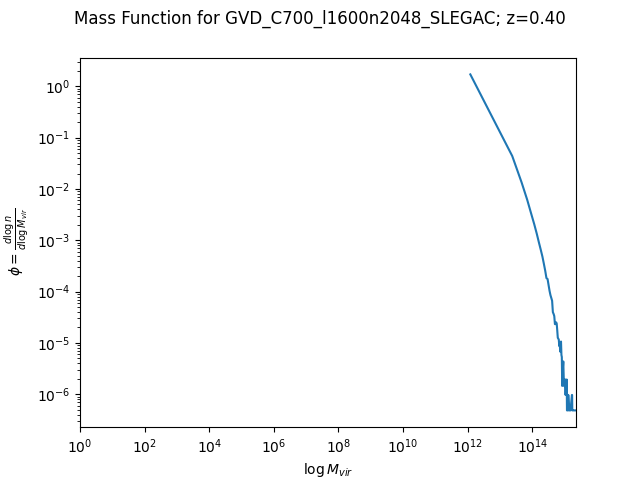 Mass Function for GVD_C700_l1600n2048_SLEGAC; z=0.40
10^0
10^-1
10^-2
10^-3
10^-4
10^-5
10^-6
ϕ = d log n / d log M_vir
10^0 10^2 10^4 10^6 10^8 10^10 10^12 10^14
log M_vir